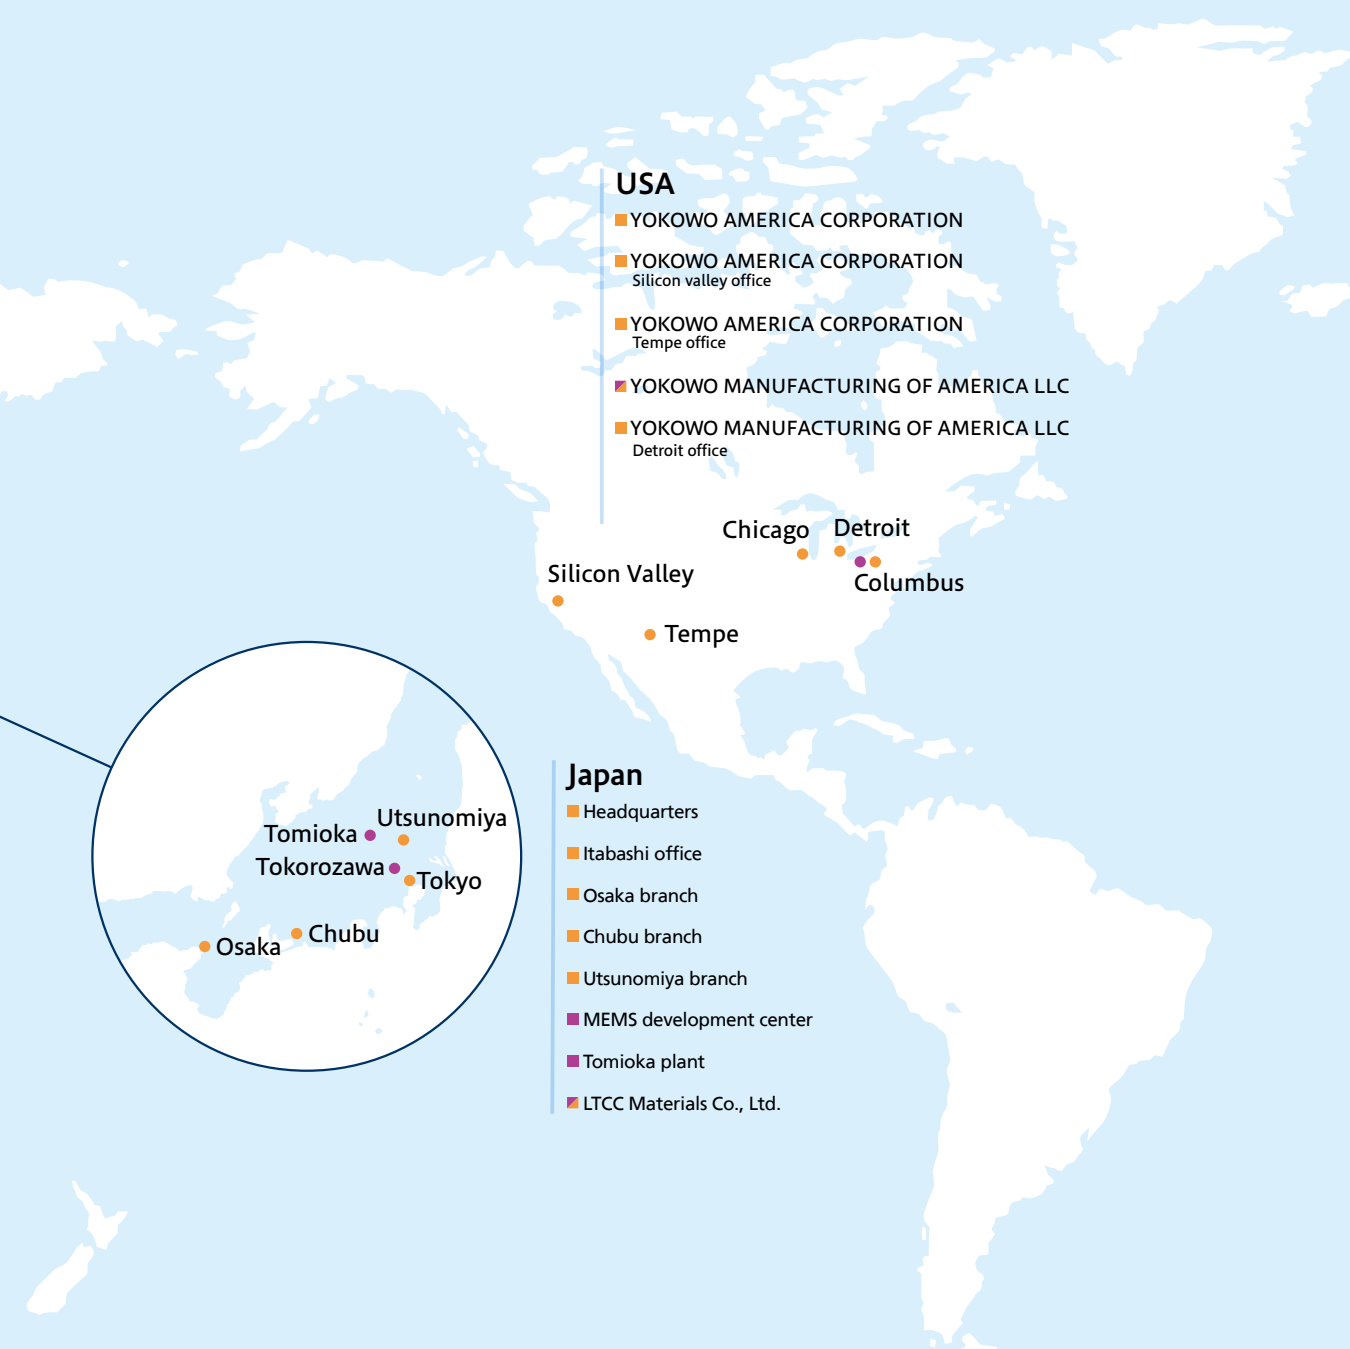 USA
YOKOWO AMERICA CORPORATION
YOKOWO AMERICA CORPORATION
Silicon valley office
YOKOWO AMERICA CORPORATION
Tempe office
YOKOWO MANUFACTURING OF AMERICA LLC
YOKOWO MANUFACTURING OF AMERICA LLC
Detroit office
Chicago
Detroit
Columbus
Silicon Valley
Tempe
Utsunomiya
Tomioka
Tokorozawa
Tokyo
Chubu
Osaka
Japan
Headquarters
Itabashi office
Osaka branch
Chubu branch
Utsunomiya branch
MEMS development center
Tomioka plant
LTCC Materials Co., Ltd.